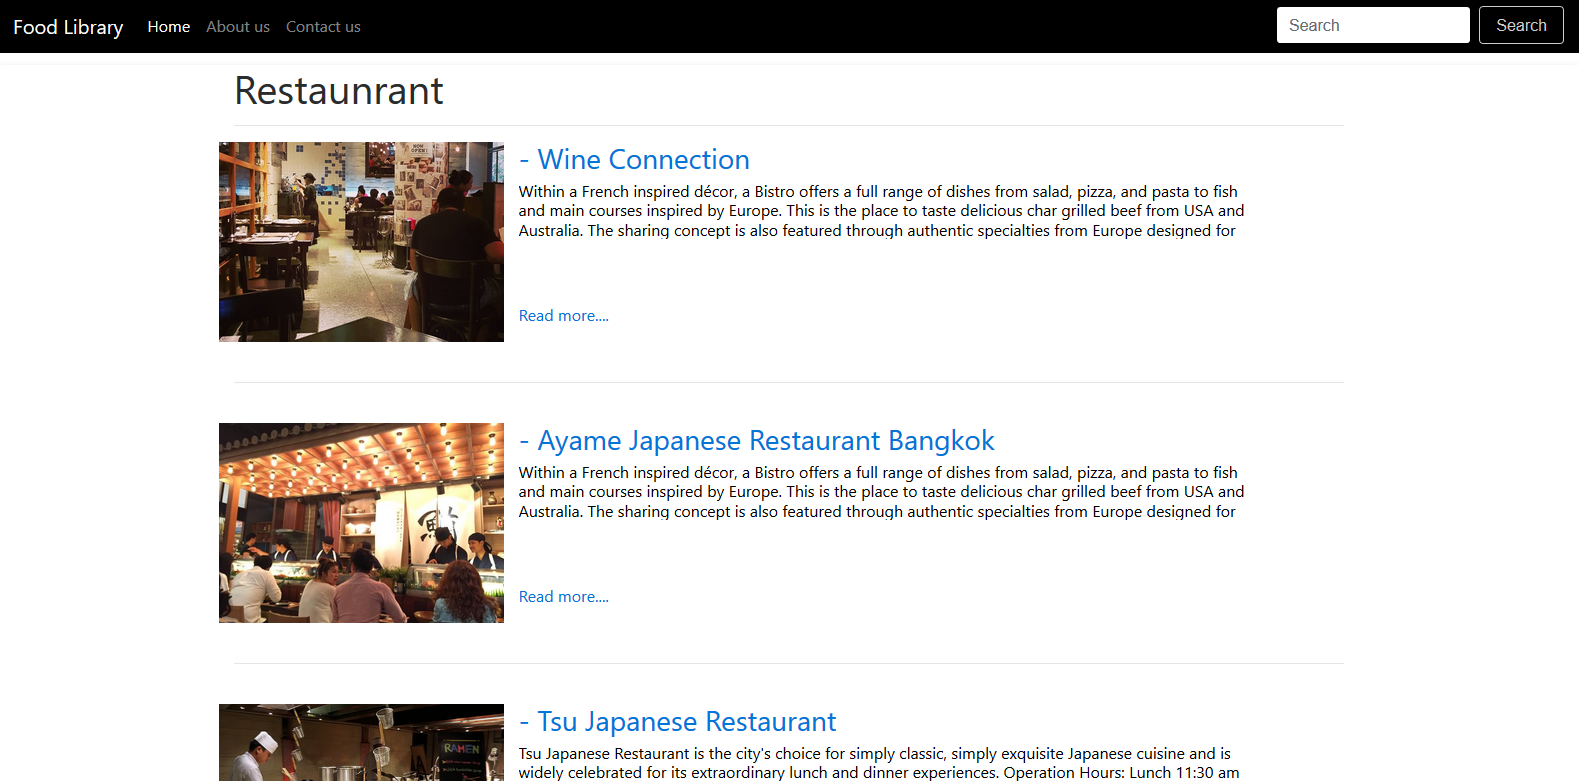 Food Library Home About us Contact us Search Search
Restaunrant
NOW OPEN!
- Wine Connection
Within a French inspired décor, a Bistro offers a full range of dishes from salad, pizza, and pasta to fish
and main courses inspired by Europe. This is the place to taste delicious char grilled beef from USA and
Australia. The sharing concept is also featured through authentic specialties from Europe designed for
Read more....
- Ayame Japanese Restaurant Bangkok
Within a French inspired décor, a Bistro offers a full range of dishes from salad, pizza, and pasta to fish
and main courses inspired by Europe. This is the place to taste delicious char grilled beef from USA and
Australia. The sharing concept is also featured through authentic specialties from Europe designed for
Read more....
- Tsu Japanese Restaurant
RAMEN
Tsu Japanese Restaurant is the city's choice for simply classic, simply exquisite Japanese cuisine and is
widely celebrated for its extraordinary lunch and dinner experiences. Operation Hours: Lunch 11:30 am